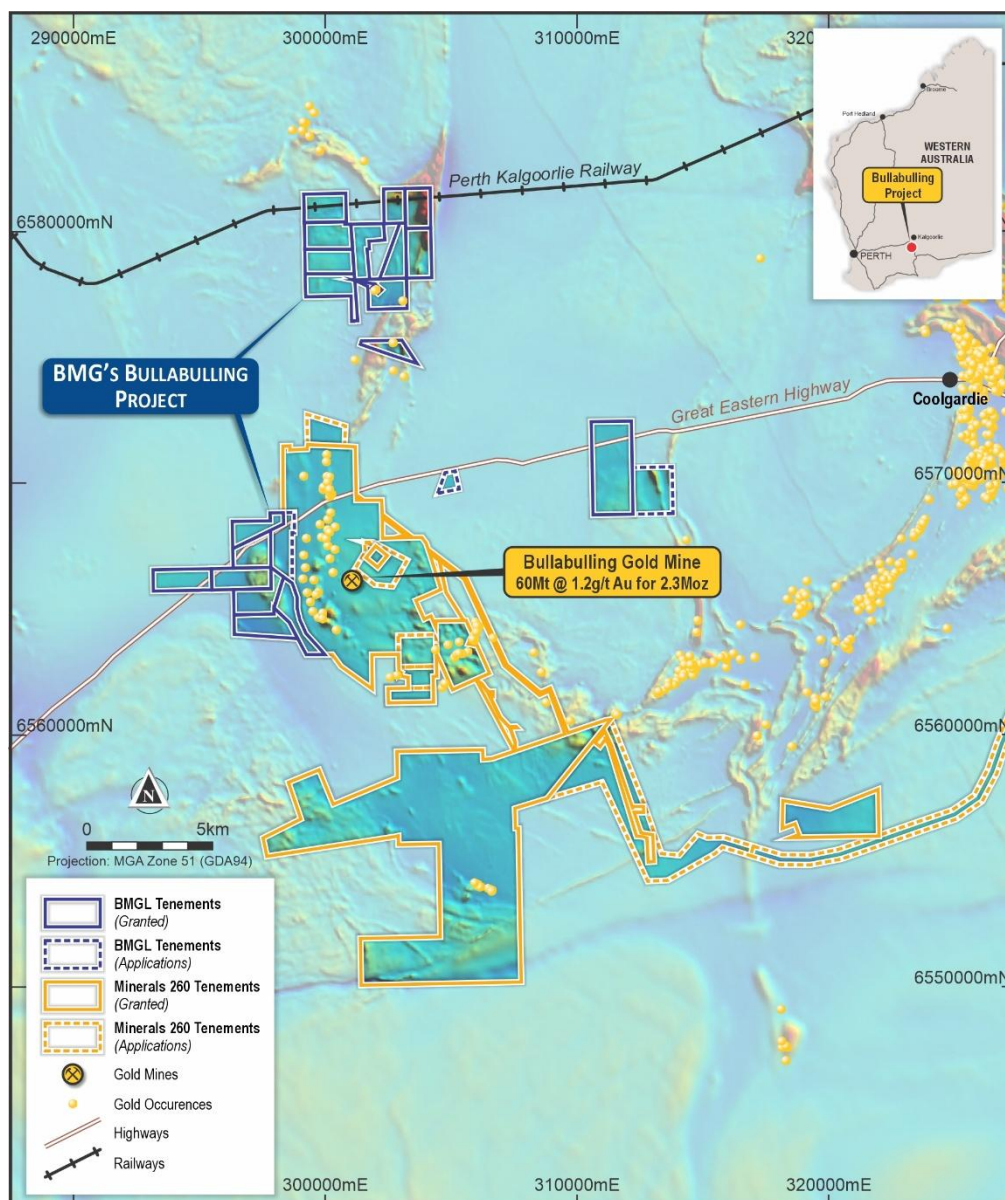 290000mE
300000mE
310000mE
320
Broome
Port Hedland
WESTERN
AUSTRALIA
Bullabulling
Project
Kalgoorlie
PERTH
Perth Kalgoorlie Railway
6580000mN
BMG'S BULLABULLING
PROJECT
Great Eastern Highway
Coolgardie
6570000mN
Bullabulling Gold Mine
60Mt @ 1.2g/t Au for 2.3Moz
6560000mN
6560000mN
N
0
5km
Projection: MGA Zone 51 (GDA94)
BMGL Tenements
(Granted)
BMGL Tenements
(Applications)
Minerals 260 Tenements
(Granted)
Minerals 260 Tenements
(Applications)
Gold Mines
Gold Occurences
Highways
Railways
6550000mN
300000mE
310000mE
320000mE